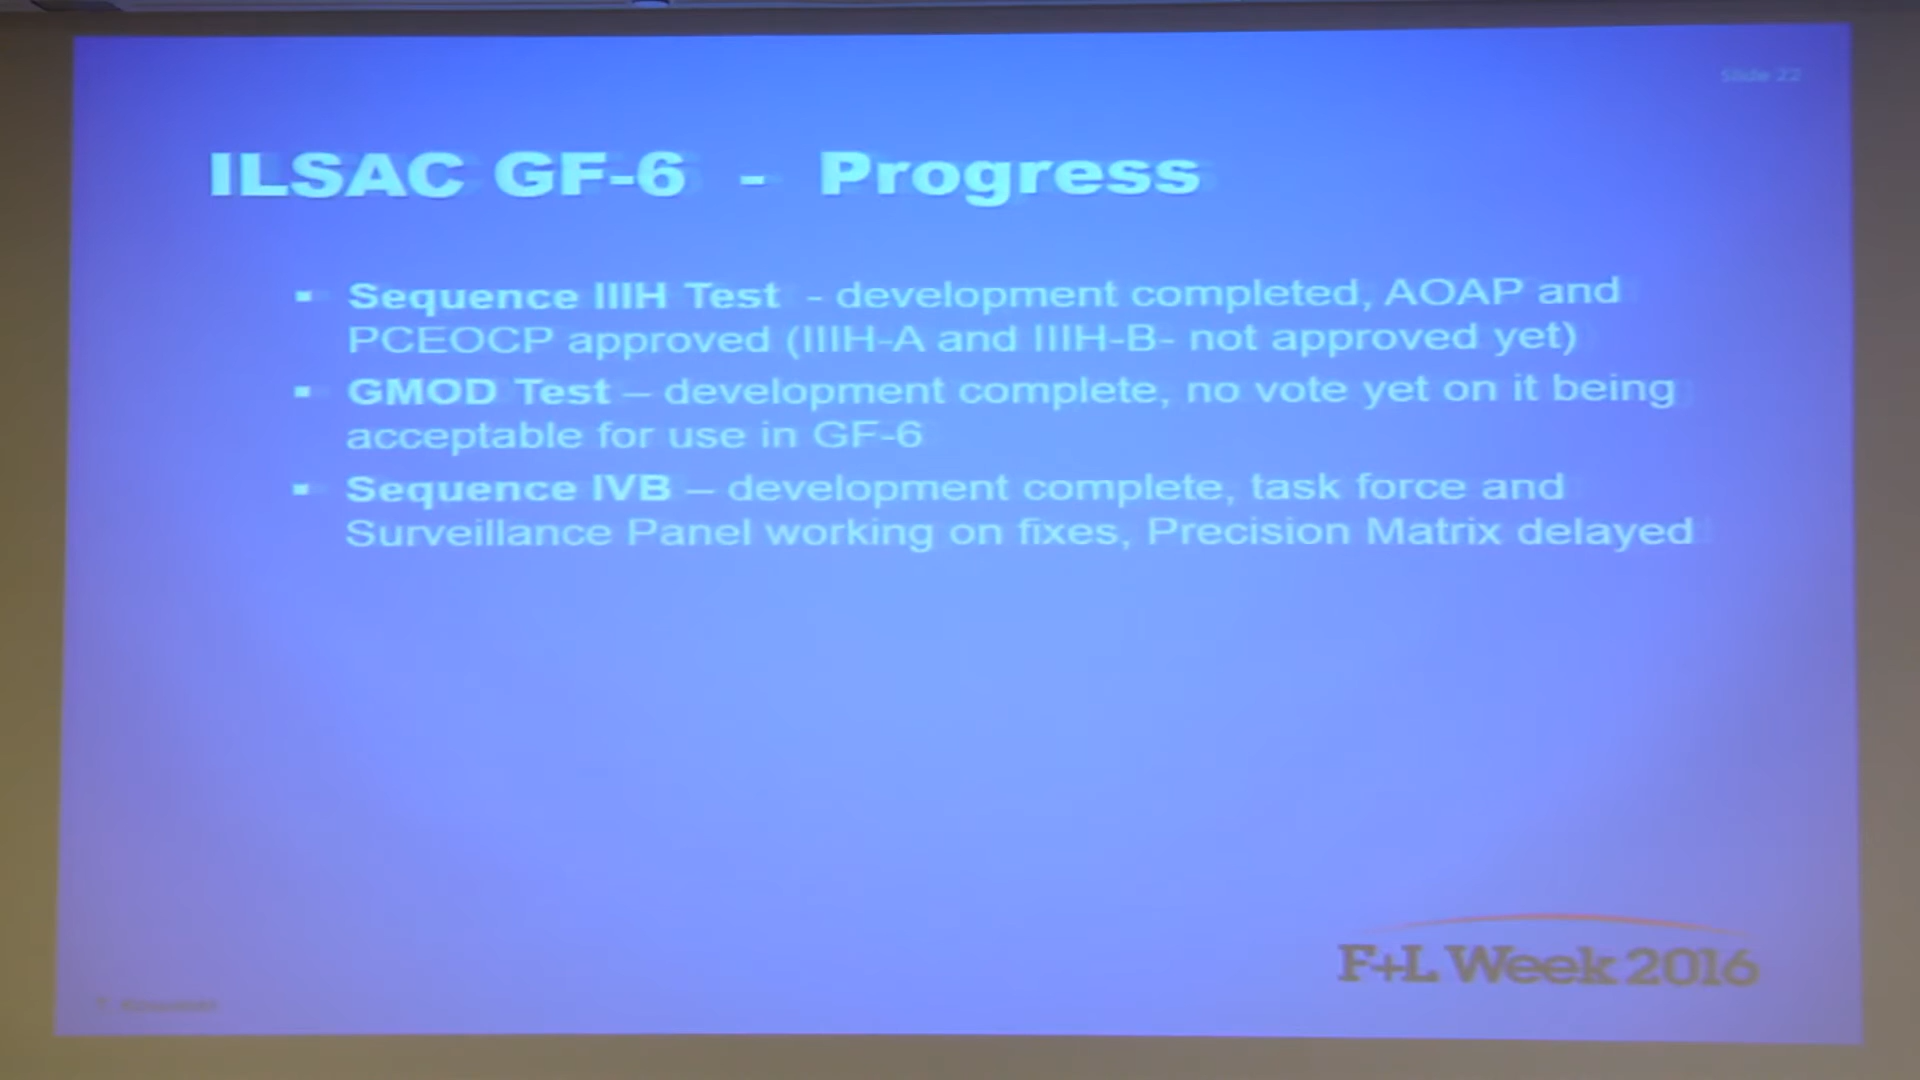 Slide 22
ILSAC GF-6 - Progress
▪ Sequence IIIH Test - development completed, AOAP and
PCEOCP approved (IIIH-A and IIIH-B- not approved yet)
▪ GMOD Test – development complete, no vote yet on it being
acceptable for use in GF-6
▪ Sequence IVB – development complete, task force and
Surveillance Panel working on fixes, Precision Matrix delayed
F+L Week 2016